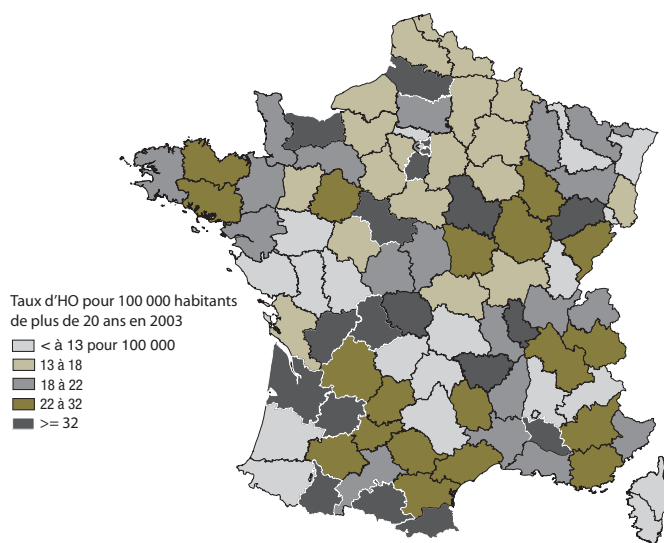 Taux d'HO pour 100 000 habitants
de plus de 20 ans en 2003
< à 13 pour 100 000
13 à 18
18 à 22
22 à 32
>= 32